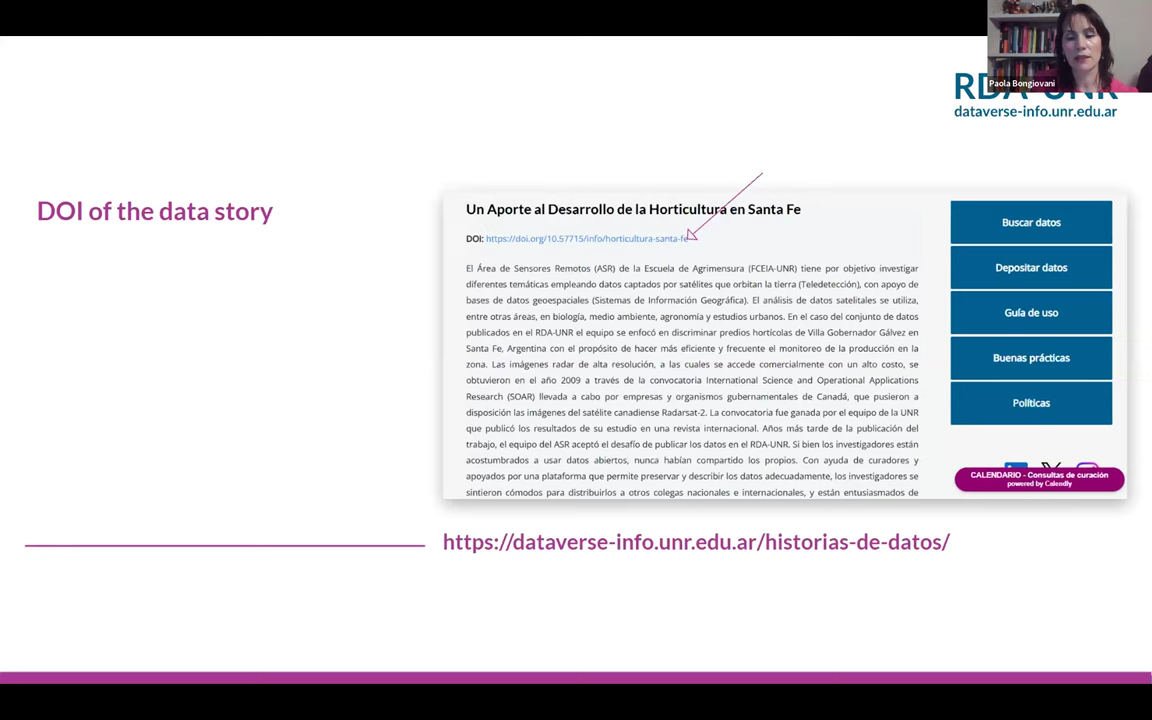 Paola Bongiovani
RDA-UNR
dataverse-info.unr.edu.ar
DOI of the data story
Un Aporte al Desarrollo de la Horticultura en Santa Fe
DOI: https://doi.org/10.57715/info/horticultura-santa-fe
El Área de Sensores Remotos (ASR) de la Escuela de Agrimensura (FCEIA-UNR) tiene por objetivo investigar
diferentes temáticas empleando datos captados por satélites que orbitan la tierra (Teledetección), con apoyo de
bases de datos geoespaciales (Sistemas de Información Geográfica). El análisis de datos satelitales se utiliza,
entre otras áreas, en biología, medio ambiente, agronomía y estudios urbanos. En el caso del conjunto de datos
publicados en el RDA-UNR el equipo se enfocó en discriminar predios hortícolas de Villa Gobernador Gálvez en
Santa Fe, Argentina con el propósito de hacer más eficiente y frecuente el monitoreo de la producción en la
zona. Las imágenes radar de alta resolución, a las cuales se accede comercialmente con un alto costo, se
obtuvieron en el año 2009 a través de la convocatoria International Science and Operational Applications
Research (SOAR) llevada a cabo por empresas y organismos gubernamentales de Canadá, que pusieron a
disposición las imágenes del satélite canadiense Radarsat-2. La convocatoria fue ganada por el equipo de la UNR
que publicó los resultados de su estudio en una revista internacional. Años más tarde de la publicación del
trabajo, el equipo del ASR aceptó el desafío de publicar los datos en el RDA-UNR. Si bien los investigadores están
acostumbrados a usar datos abiertos, nunca habían compartido los propios. Con ayuda de curadores y
apoyados por una plataforma que permite preservar y describir los datos adecuadamente, los investigadores se
sintieron cómodos para distribuirlos a otros colegas nacionales e internacionales, y están entusiasmados de
Buscar datos
Depositar datos
Guía de uso
Buenas prácticas
Políticas
CALENDARIO - Consultas de curación
powered by Calendly
https://dataverse-info.unr.edu.ar/historias-de-datos/